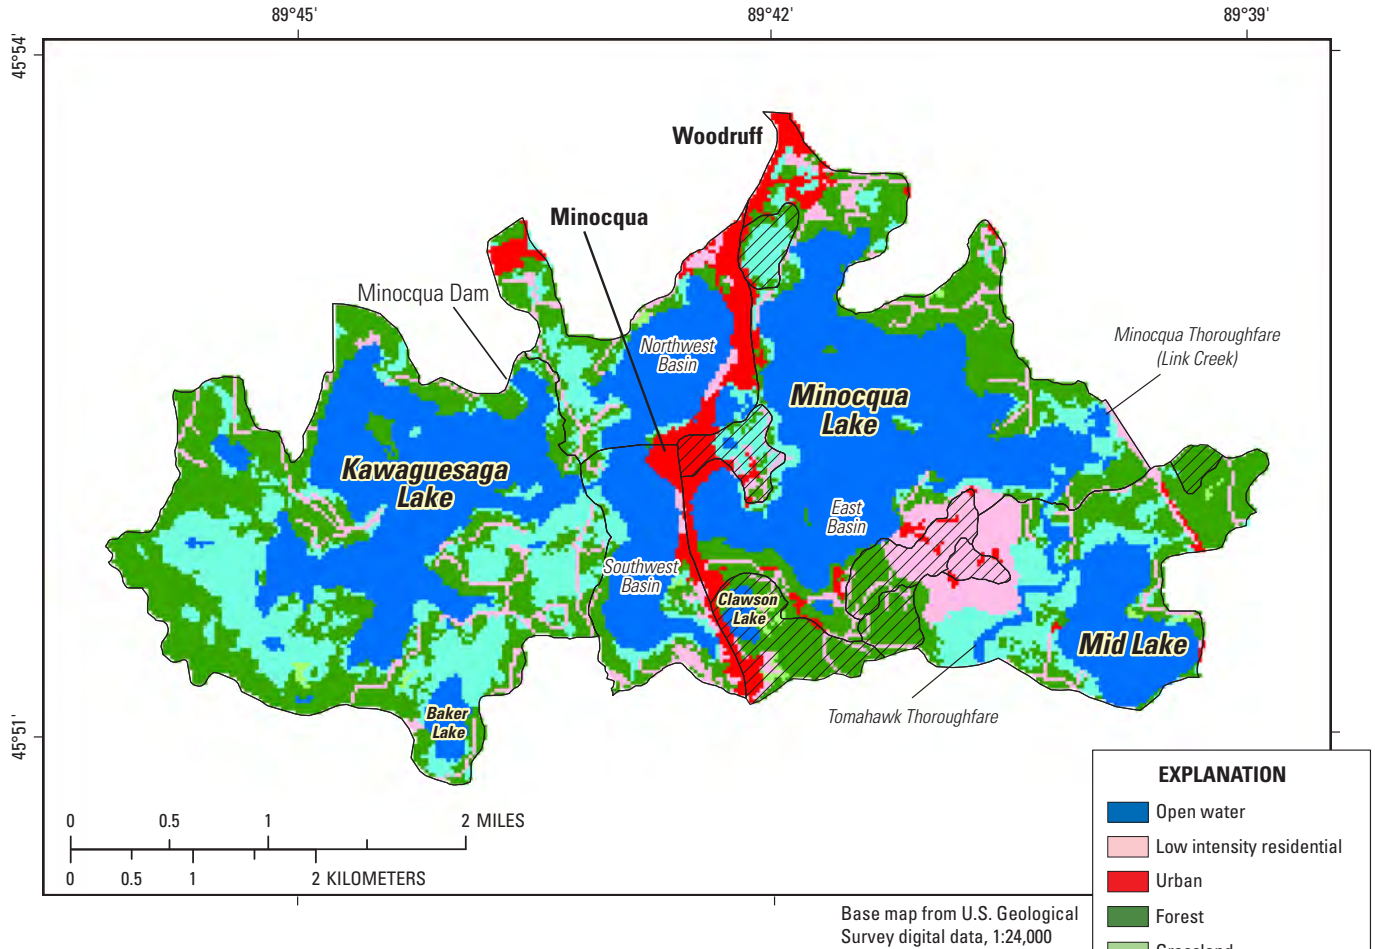 89°45'
89°42'
89°39'
45°54'
Woodruff
Minocqua
Minocqua Dam
Minocqua Thoroughfare
(Link Creek)
Northwest
Basin
Minocqua
Lake
Kawaguesaga
Lake
East
Basin
Southwest
Basin
Clawson
Lake
Mid Lake
Baker
Lake
Tomahawk Thoroughfare
45°51'
EXPLANATION
Open water
Low intensity residential
Urban
Forest
0 0.5 1 2 MILES
0 0.5 1 2 KILOMETERS
Base map from U.S. Geological
Survey digital data, 1:24,000